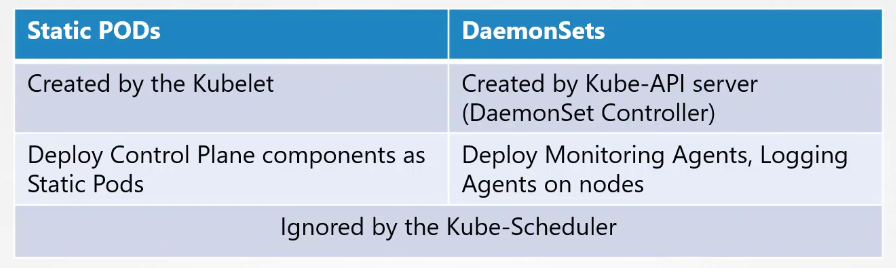 Static PODs
DaemonSets
Created by the Kubelet
Created by Kube-API server
(DaemonSet Controller)
Deploy Control Plane components as
Static Pods
Deploy Monitoring Agents, Logging
Agents on nodes
Ignored by the Kube-Scheduler